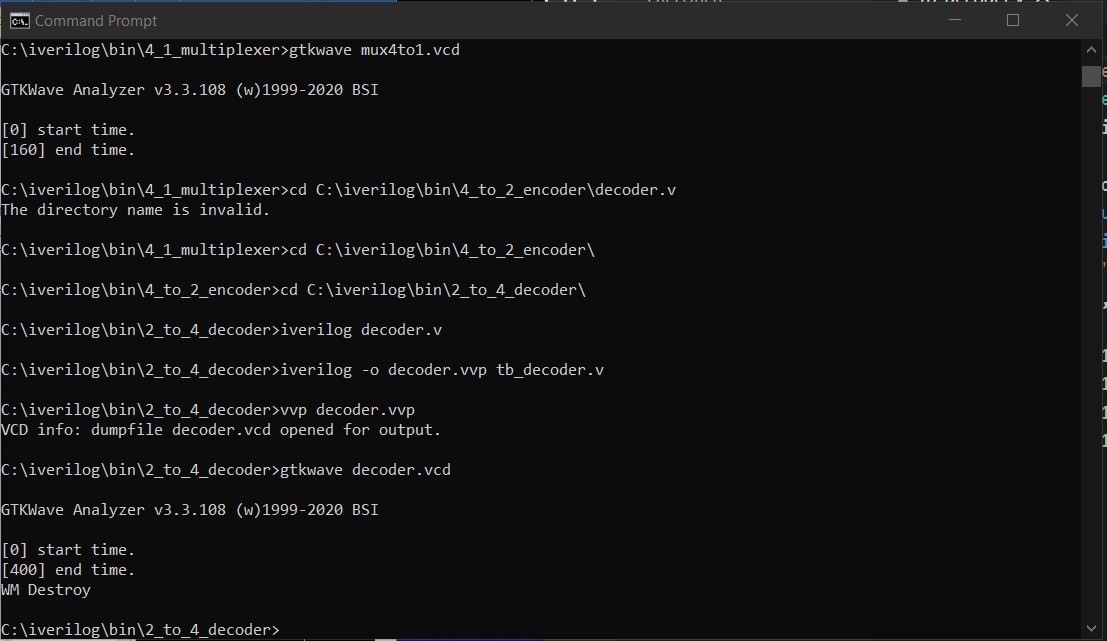 Command Prompt
C:\iverilog\bin\4_1_multiplexer>gtkwave mux4to1.vcd
GTKWave Analyzer v3.3.108 (w)1999-2020 BSI
[0] start time.
[160] end time.
C:\iverilog\bin\4_1_multiplexer>cd C:\iverilog\bin\4_to_2_encoder\decoder.v
The directory name is invalid.
C:\iverilog\bin\4_1_multiplexer>cd C:\iverilog\bin\4_to_2_encoder\
C:\iverilog\bin\4_to_2_encoder>cd C:\iverilog\bin\2_to_4_decoder\
C:\iverilog\bin\2_to_4_decoder>iverilog decoder.v
C:\iverilog\bin\2_to_4_decoder>iverilog -o decoder.vvp tb_decoder.v
C:\iverilog\bin\2_to_4_decoder>vvp decoder.vvp
VCD info: dumpfile decoder.vcd opened for output.
C:\iverilog\bin\2_to_4_decoder>gtkwave decoder.vcd
GTKWave Analyzer v3.3.108 (w)1999-2020 BSI
[0] start time.
[400] end time.
WM Destroy
C:\iverilog\bin\2_to_4_decoder>